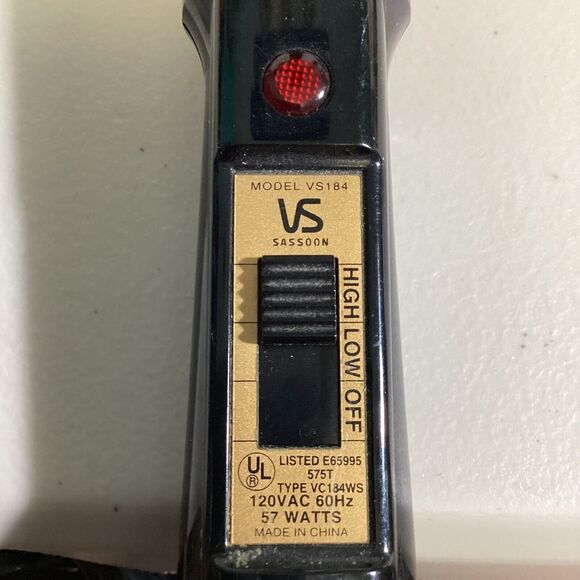 MODEL VS184
VS
SASSOON
HIGH LOW OFF
UL
®
LISTED E65995
575T
TYPE VC184WS
120VAC 60Hz
57 WATTS
MADE IN CHINA